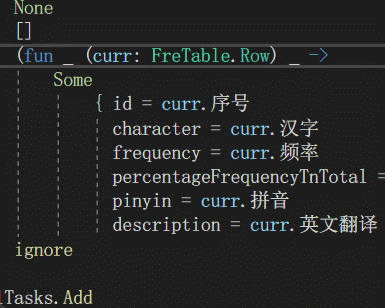 None
[]
(fun _ (curr: FreTable.Row) _ ->
Some
{ id = curr.序号
character = curr.汉字
frequency = curr.频率
percentageFrequencyTnTotal =
pinyin = curr.拼音
description = curr.英文翻译
ignore
Tasks.Add